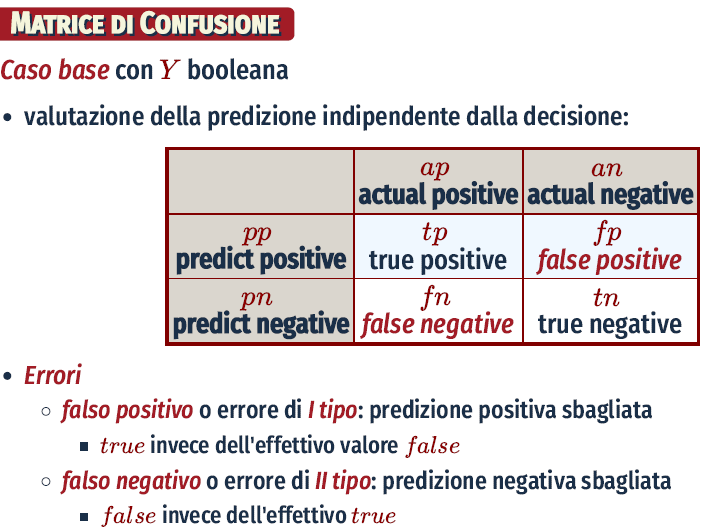 Matrice di Confusione
Caso base con Y booleana
• valutazione della predizione indipendente dalla decisione:
ap an
actual positive actual negative
pp tp fp
predict positive true positive false positive
pn fn tn
predict negative false negative true negative
• Errori
◦ falso positivo o errore di I tipo: predizione positiva sbagliata
▪ true invece dell'effettivo valore false
◦ falso negativo o errore di II tipo: predizione negativa sbagliata
▪ false invece dell'effettivo true